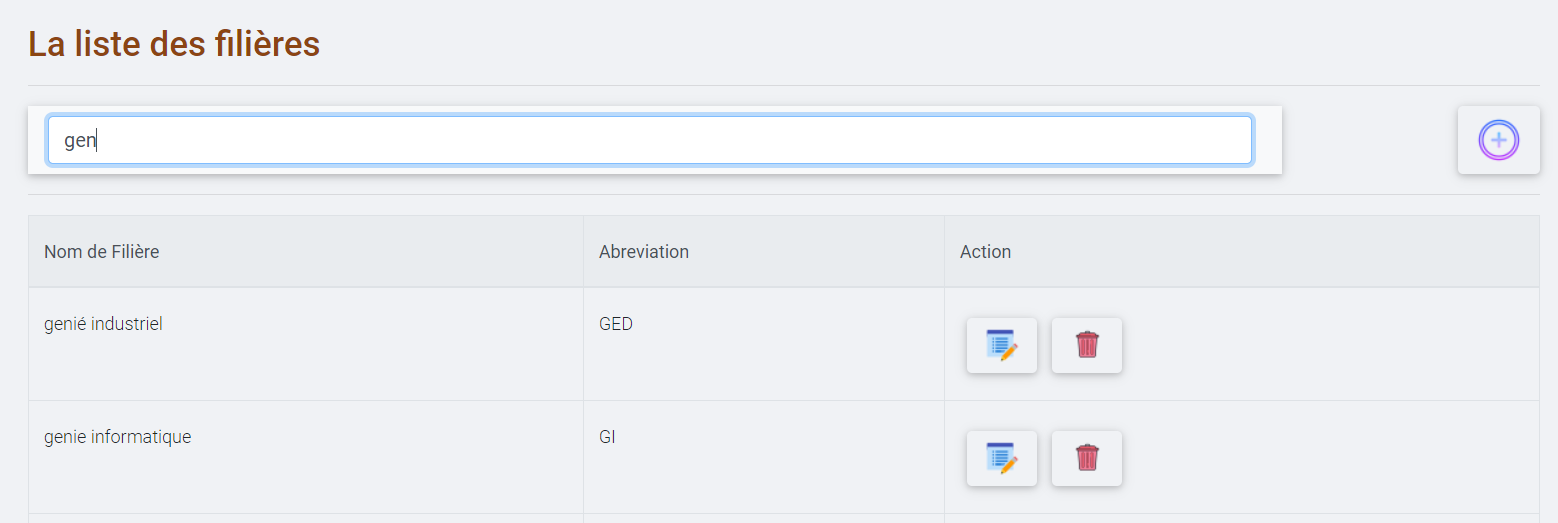 La liste des filières
gen
Nom de Filière Abreviation Action
genié industriel GED
genie informatique GI